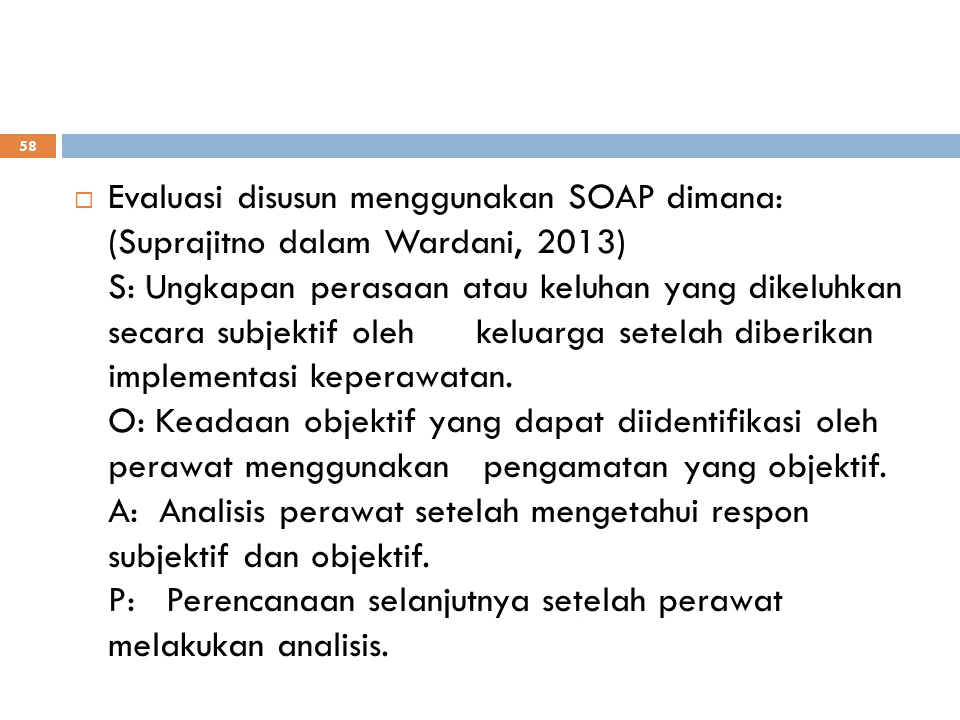 58
Evaluasi disusun menggunakan SOAP dimana:
(Suprajitno dalam Wardani, 2013)
S: Ungkapan perasaan atau keluhan yang dikeluhkan
secara subjektif oleh keluarga setelah diberikan
implementasi keperawatan.
O: Keadaan objektif yang dapat diidentifikasi oleh
perawat menggunakan pengamatan yang objektif.
A: Analisis perawat setelah mengetahui respon
subjektif dan objektif.
P: Perencanaan selanjutnya setelah perawat
melakukan analisis.